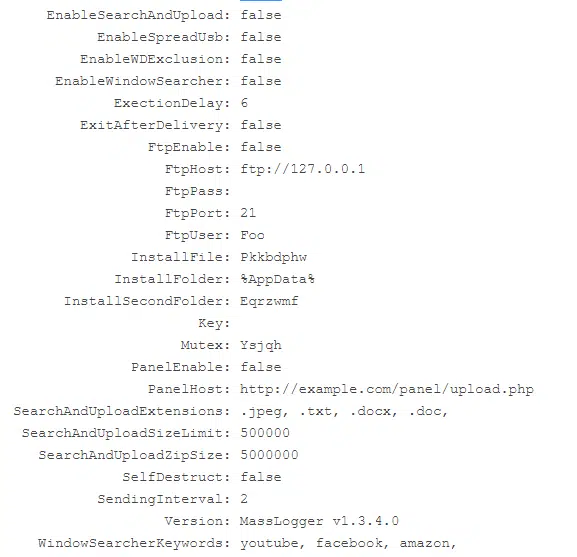 EnableSearchAndUpload: false
EnableSpreadUsb: false
EnableWDExclusion: false
EnableWindowSearcher: false
ExectionDelay: 6
ExitAfterDelivery: false
FtpEnable: false
FtpHost: ftp://127.0.0.1
FtpPass:
FtpPort: 21
FtpUser: Foo
InstallFile: Pkkbdphw
InstallFolder: %AppData%
InstallSecondFolder: Eqrzwmf
Key:
Mutex: Ysjqh
PanelEnable: false
PanelHost: http://example.com/panel/upload.php
SearchAndUploadExtensions: .jpeg, .txt, .docx, .doc,
SearchAndUploadSizeLimit: 500000
SearchAndUploadZipSize: 5000000
SelfDestruct: false
SendingInterval: 2
Version: MassLogger v1.3.4.0
WindowSearcherKeywords: youtube, facebook, amazon,